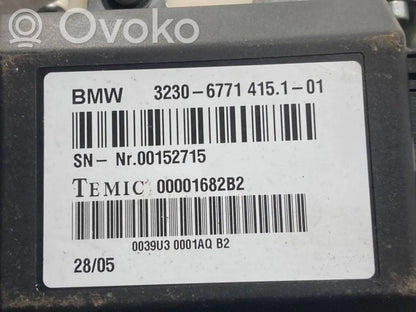 Ovoko
BMW 3230-6771 415.1-01
SN- Nr.00152715
TEMIC 00001682B2
0039U3 0001AQ B2
28/05